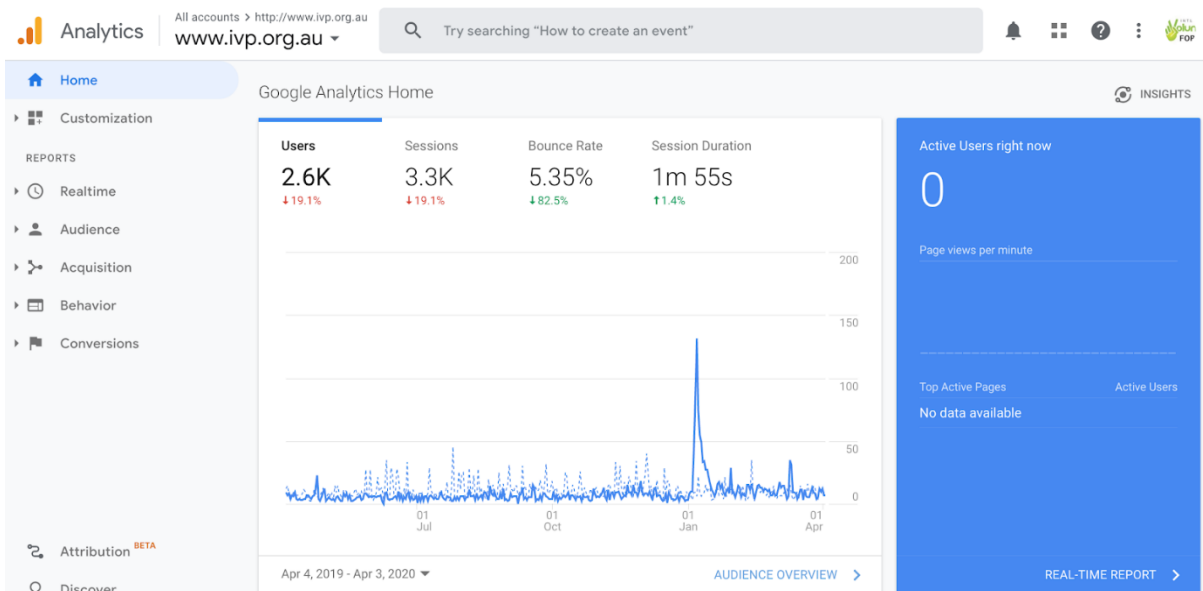 Analytics
All accounts > http://www.ivp.org.au
www.ivp.org.au
Try searching “How to create an event”
FOP
Home
Customization
REPORTS
Realtime
Audience
Acquisition
Behavior
Conversions
Attribution BETA
Discover
Google Analytics Home
INSIGHTS
Users
2.6K
19.1%
Sessions
3.3K
19.1%
Bounce Rate
5.35%
82.5%
Session Duration
1m 55s
1.4%
200
150
100
50
0
01 Jul
01 Oct
01 Jan
01 Apr
Apr 4, 2019 - Apr 3, 2020
AUDIENCE OVERVIEW
Active Users right now
0
Page views per minute
Top Active Pages Active Users
No data available
REAL-TIME REPORT